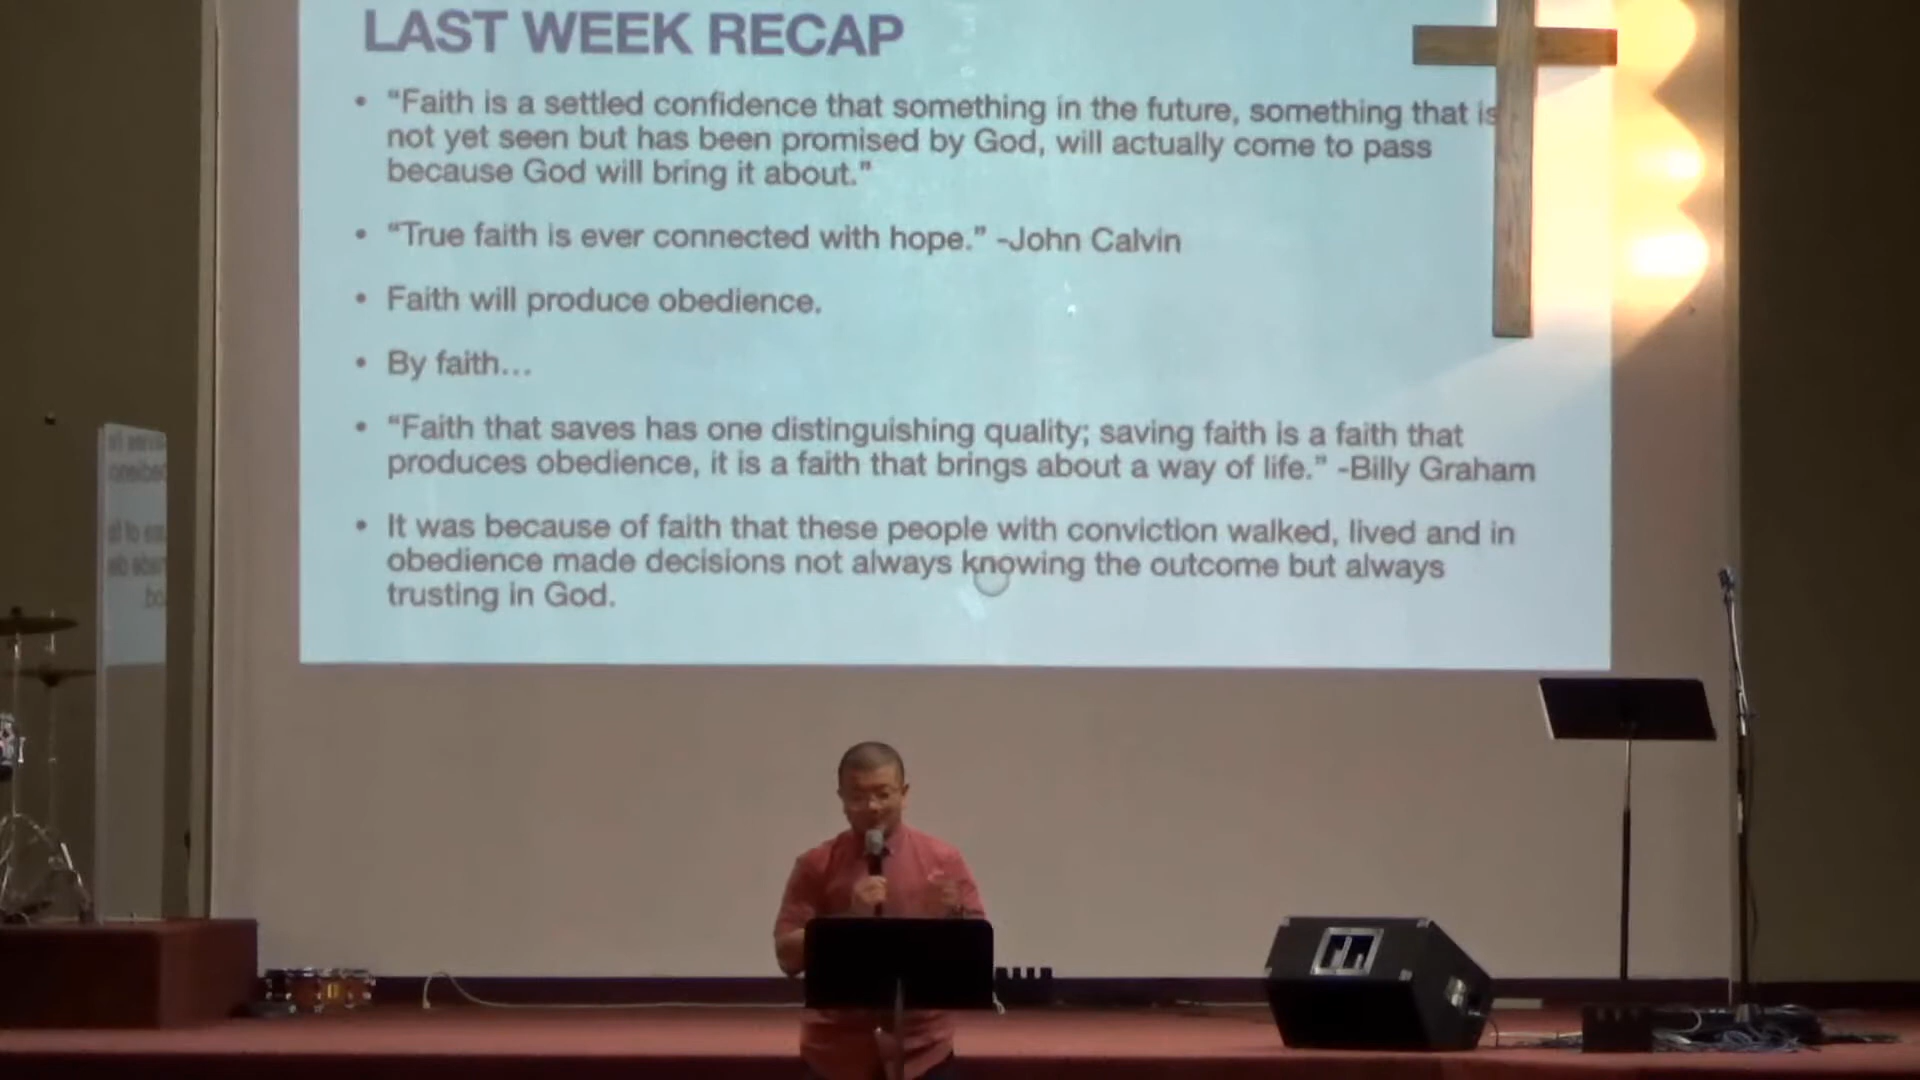 LAST WEEK RECAP
• “Faith is a settled confidence that something in the future, something that is
not yet seen but has been promised by God, will actually come to pass
because God will bring it about.”
• “True faith is ever connected with hope.” -John Calvin
• Faith will produce obedience.
• By faith…
• “Faith that saves has one distinguishing quality; saving faith is a faith that
produces obedience, it is a faith that brings about a way of life.” -Billy Graham
• It was because of faith that these people with conviction walked, lived and in
obedience made decisions not always knowing the outcome but always
trusting in God.